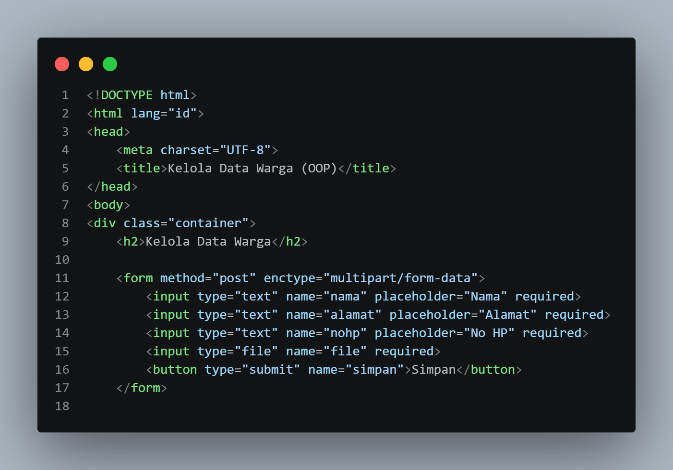 1 <!DOCTYPE html>
2 <html lang="id">
3 <head>
4     <meta charset="UTF-8">
5     <title>Kelola Data Warga (OOP)</title>
6 </head>
7 <body>
8 <div class="container">
9     <h2>Kelola Data Warga</h2>
10
11     <form method="post" enctype="multipart/form-data">
12         <input type="text" name="nama" placeholder="Nama" required>
13         <input type="text" name="alamat" placeholder="Alamat" required>
14         <input type="text" name="nohp" placeholder="No HP" required>
15         <input type="file" name="file" required>
16         <button type="submit" name="simpan">Simpan</button>
17     </form>
18